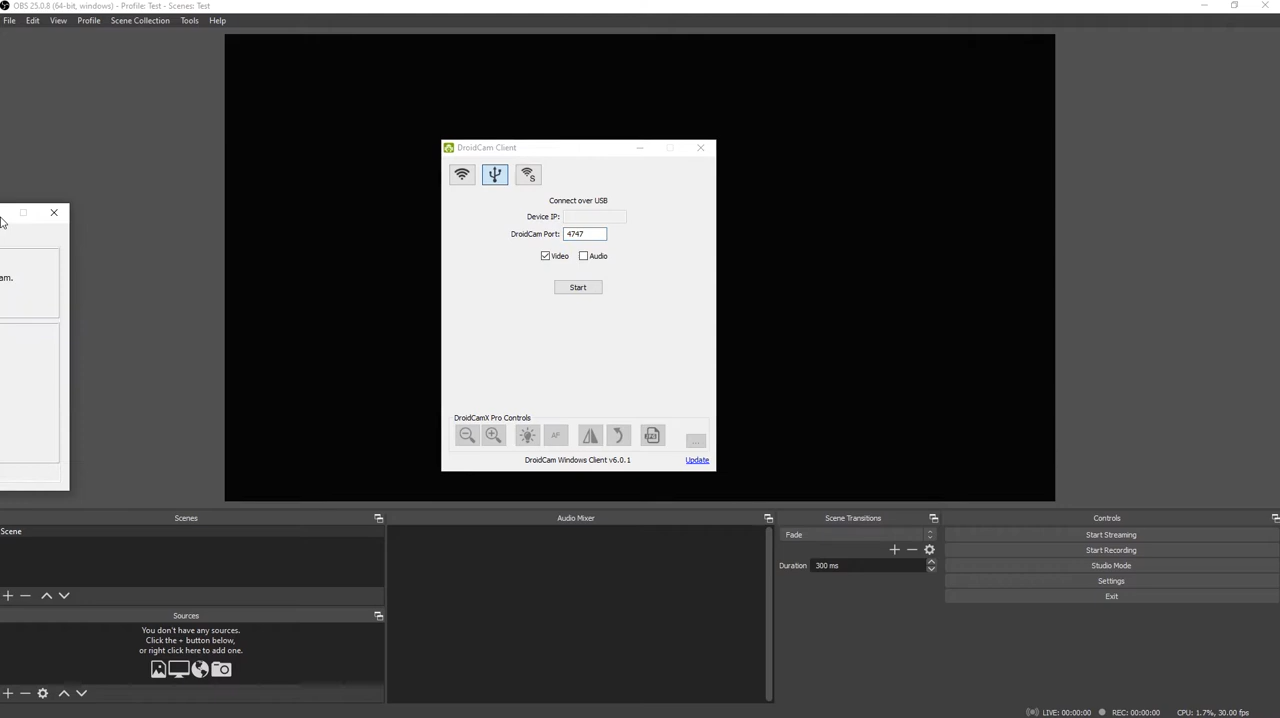 OBS 25.0.8 (64-bit, windows) - Profile: Test - Scenes: Test
File Edit View Profile Scene Collection Tools Help
DroidCam Client
S
Connect over USB
Device IP:
DroidCam Port: 4747
Video Audio
Start
am.
DroidCamX Pro Controls
AF
...
DroidCam Windows Client v6.0.1
Update
Scenes
Scene
Sources
You don't have any sources.
Click the + button below,
or right click here to add one.
Audio Mixer
Scene Transitions
Fade
Duration 300 ms
Controls
Start Streaming
Start Recording
Studio Mode
Settings
Exit
LIVE: 00:00:00 REC: 00:00:00 CPU: 1.7%, 30.00 fps